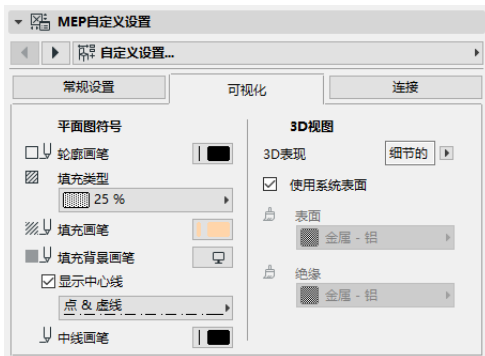 MEP自定义设置
自定义设置...
常规设置
可视化
连接
平面图符号
轮廓画笔
填充类型
25 %
填充画笔
填充背景画笔
显示中心线
点 & 虚线
中线画笔
3D视图
3D表现
细节的
使用系统表面
表面
金属 - 铝
绝缘
金属 - 铝